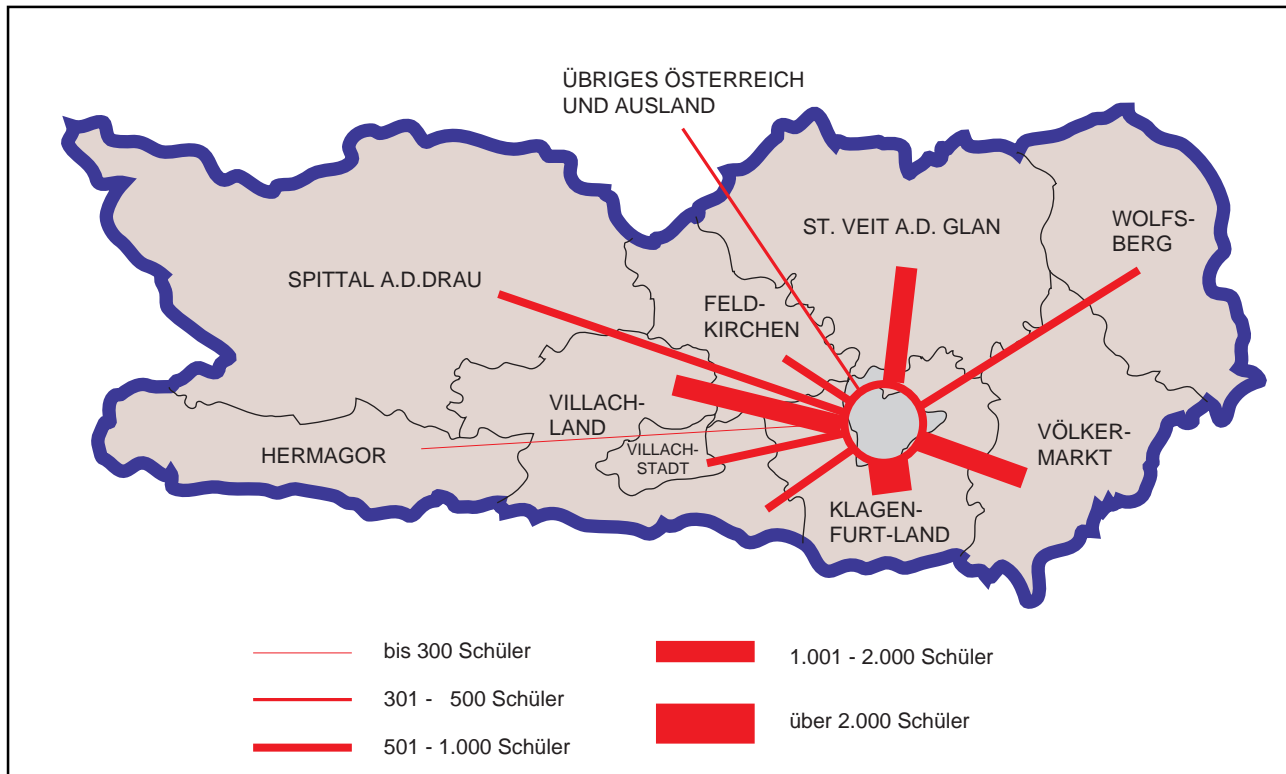 ÜBRIGES ÖSTERREICH
UND AUSLAND
ST. VEIT A.D. GLAN
WOLFS-
BERG
SPITTAL A.D.DRAU
FELD-
KIRCHEN
VILLACH-
LAND
VILLACH-
STADT
HERMAGOR
VÖLKER-
MARKT
KLAGEN-
FURT-LAND
bis 300 Schüler
301 - 500 Schüler
501 - 1.000 Schüler
1.001 - 2.000 Schüler
über 2.000 Schüler